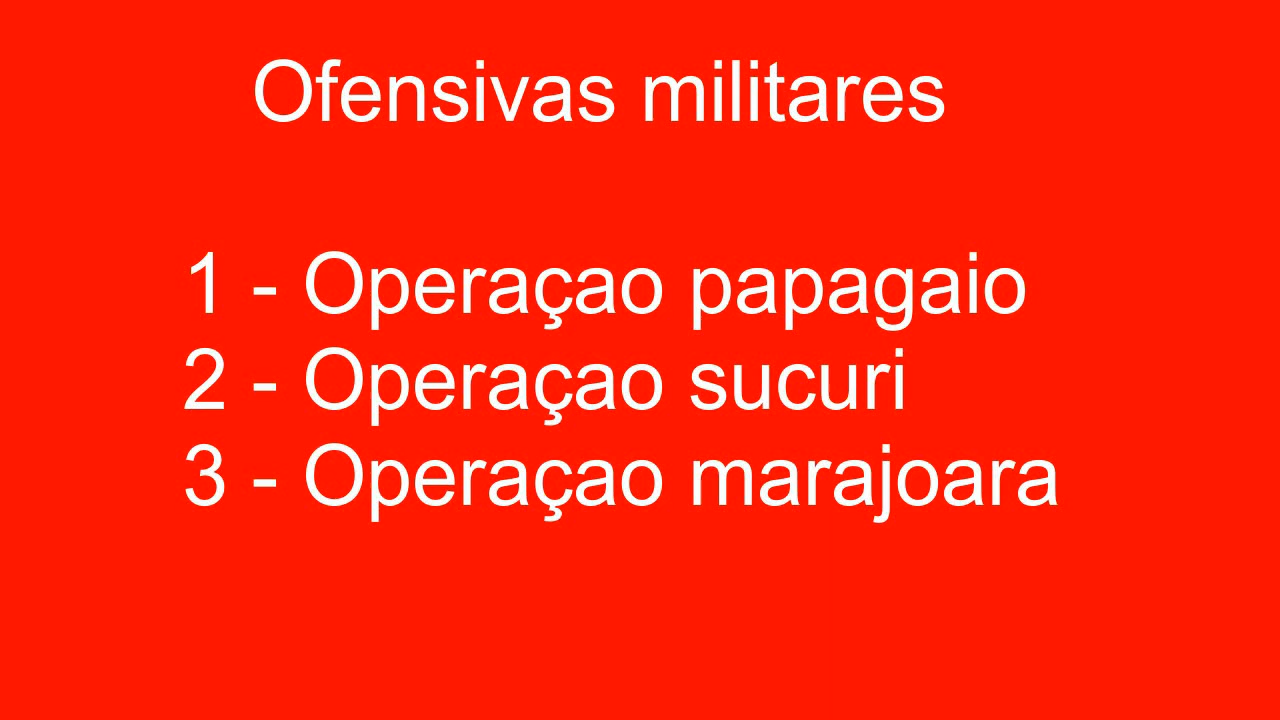 Ofensivas militares
1 - Operaçao papagaio
2 - Operaçao sucuri
3 - Operaçao marajoara